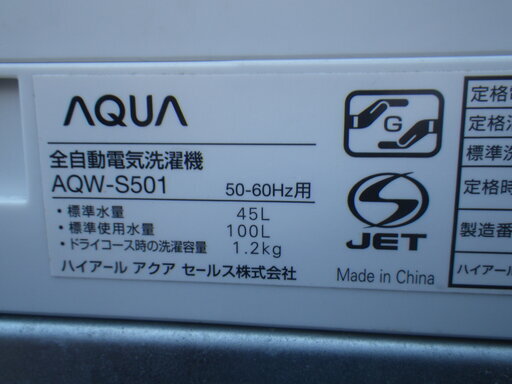 AQUA
全自動電気洗濯機
AQW-S501 50-60Hz用
・標準水量 45L
・標準使用水量 100L
・ドライコース時の洗濯容量 1.2kg
ハイアール アクア セールス株式会社
G
S
JET
Made in China
定格電
定格洗
標準洗
定格時
製造番
ハイアール